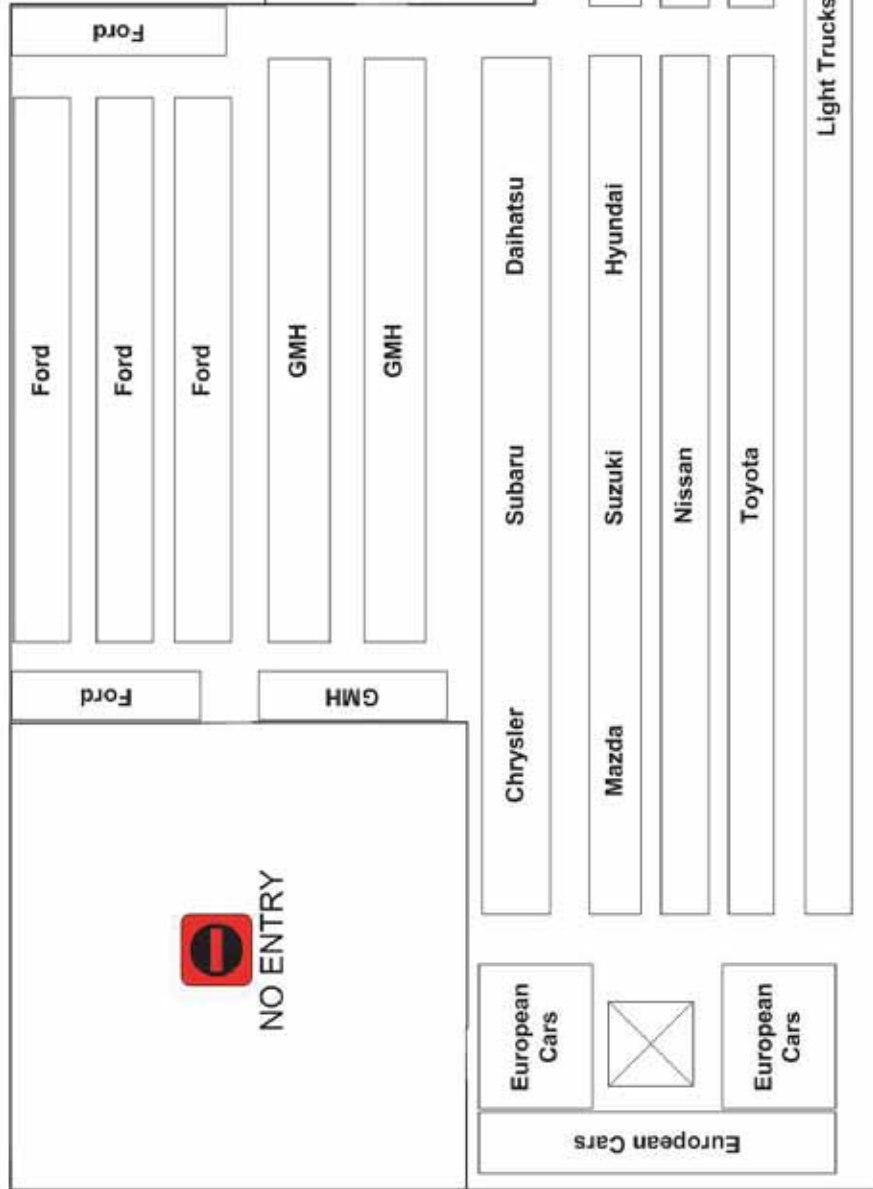 Ford
Ford
Ford
Ford
GMH
GMH
Daihatsu
Hyundai
Light Trucks
Subaru
Suzuki
Nissan
Toyota
Ford
GMH
Chrysler
Mazda
NO ENTRY
European
Cars
European
Cars
European Cars